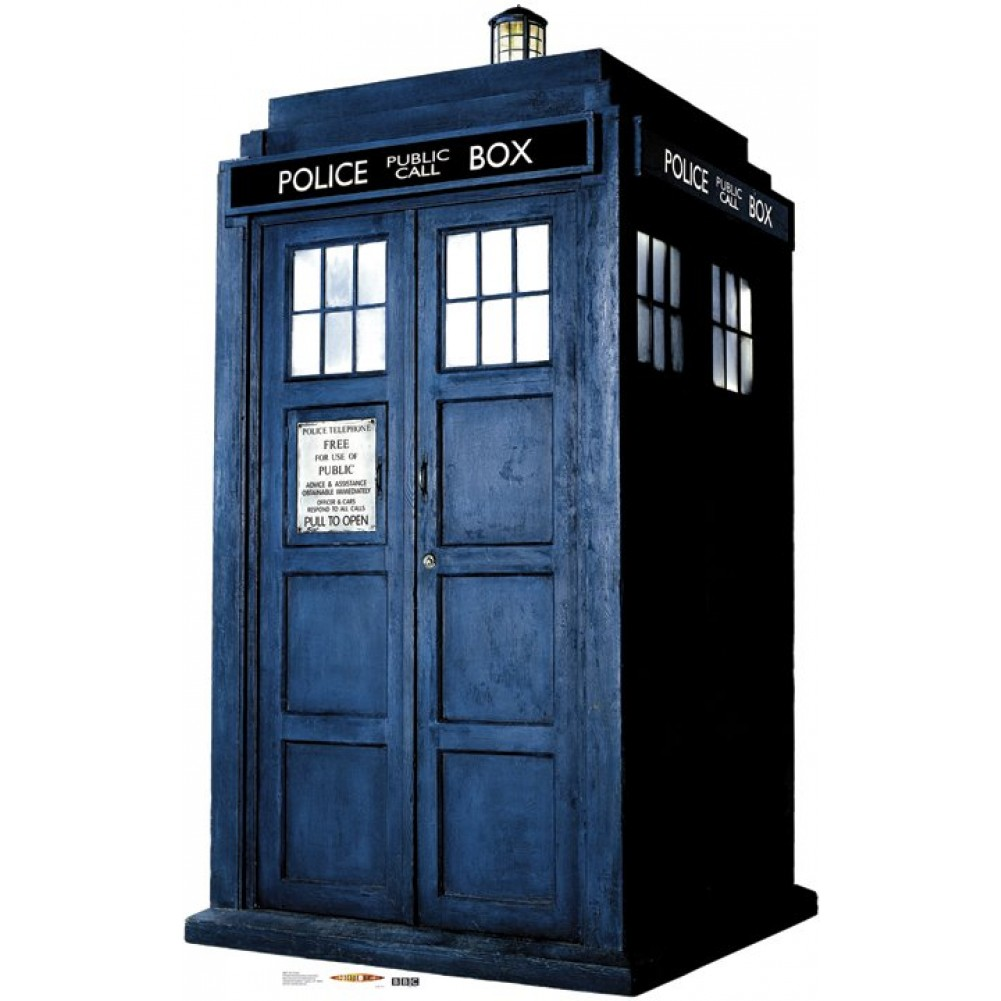 POLICE PUBLIC CALL BOX
POLICE PUBLIC CALL BOX
POLICE TELEPHONE
FREE
FOR USE OF
PUBLIC
ADVICE & ASSISTANCE
OBTAINABLE IMMEDIATELY
OFFICER & CARS
RESPOND TO ALL CALLS
PULL TO OPEN
BBC